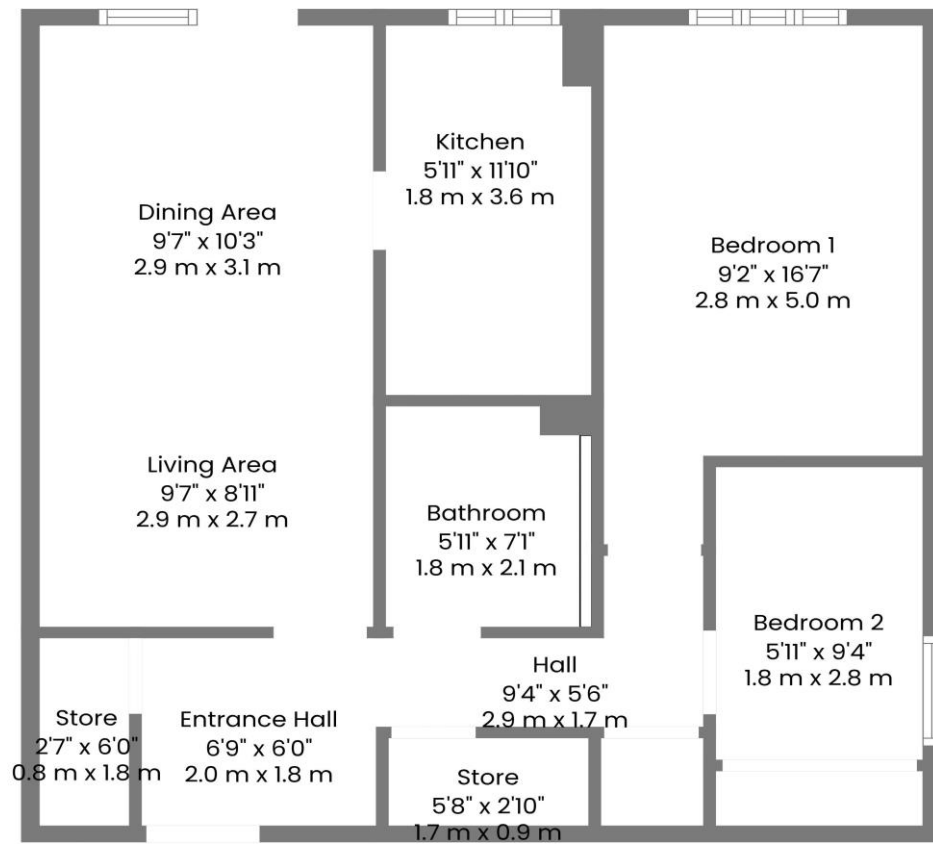 Kitchen
5'11" x 11'10"
1.8 m x 3.6 m
Dining Area
9'7" x 10'3"
2.9 m x 3.1 m
Bedroom 1
9'2" x 16'7"
2.8 m x 5.0 m
Living Area
9'7" x 8'11"
2.9 m x 2.7 m
Bathroom
5'11" x 7'1"
1.8 m x 2.1 m
Bedroom 2
5'11" x 9'4"
1.8 m x 2.8 m
Hall
9'4" x 5'6"
2.9 m x 1.7 m
Store
2'7" x 6'0"
0.8 m x 1.8 m
Entrance Hall
6'9" x 6'0"
2.0 m x 1.8 m
Store
5'8" x 2'10"
1.7 m x 0.9 m